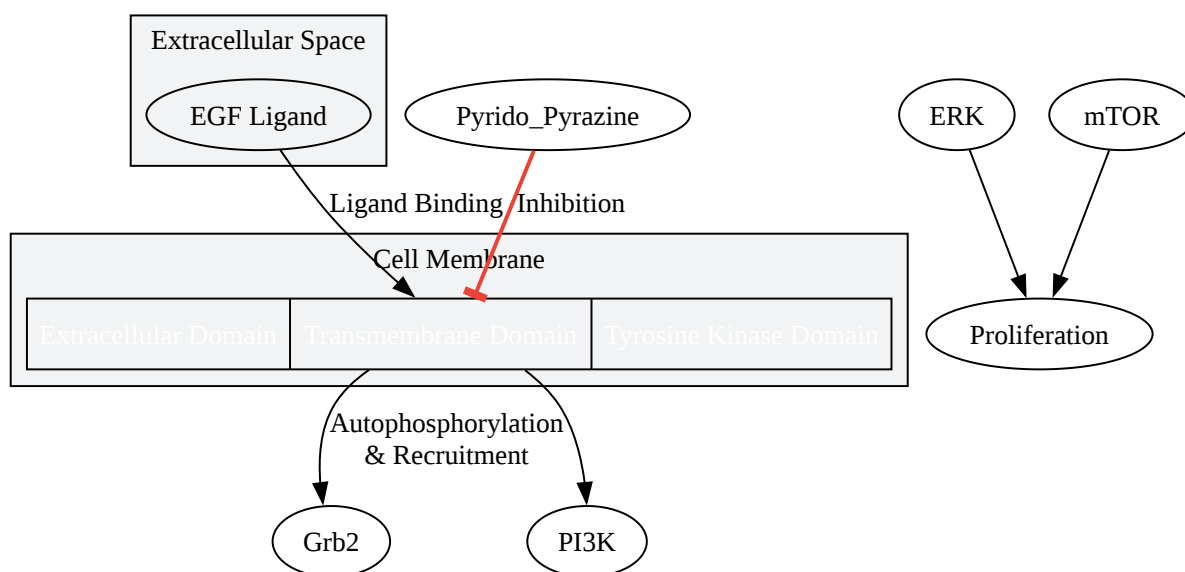 Extracellular Space
EGF Ligand
Pyrido_Pyrazine
ERK
mTOR
Ligand Binding
Inhibition
Cell Membrane
Extracellular Domain
Transmembrane Domain
Tyrosine Kinase Domain
Proliferation
Autophosphorylation
& Recruitment
Grb2
PI3K